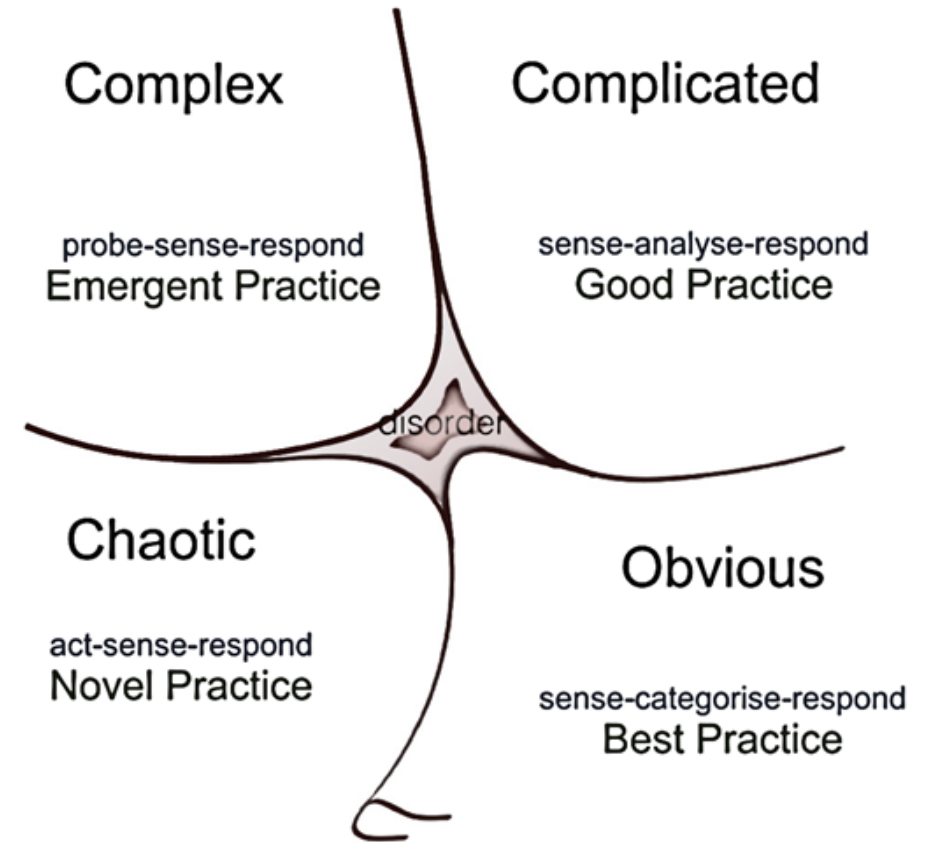 Complex
Complicated
probe-sense-respond
Emergent Practice
sense-analyse-respond
Good Practice
disorder
Chaotic
Obvious
act-sense-respond
Novel Practice
sense-categorise-respond
Best Practice